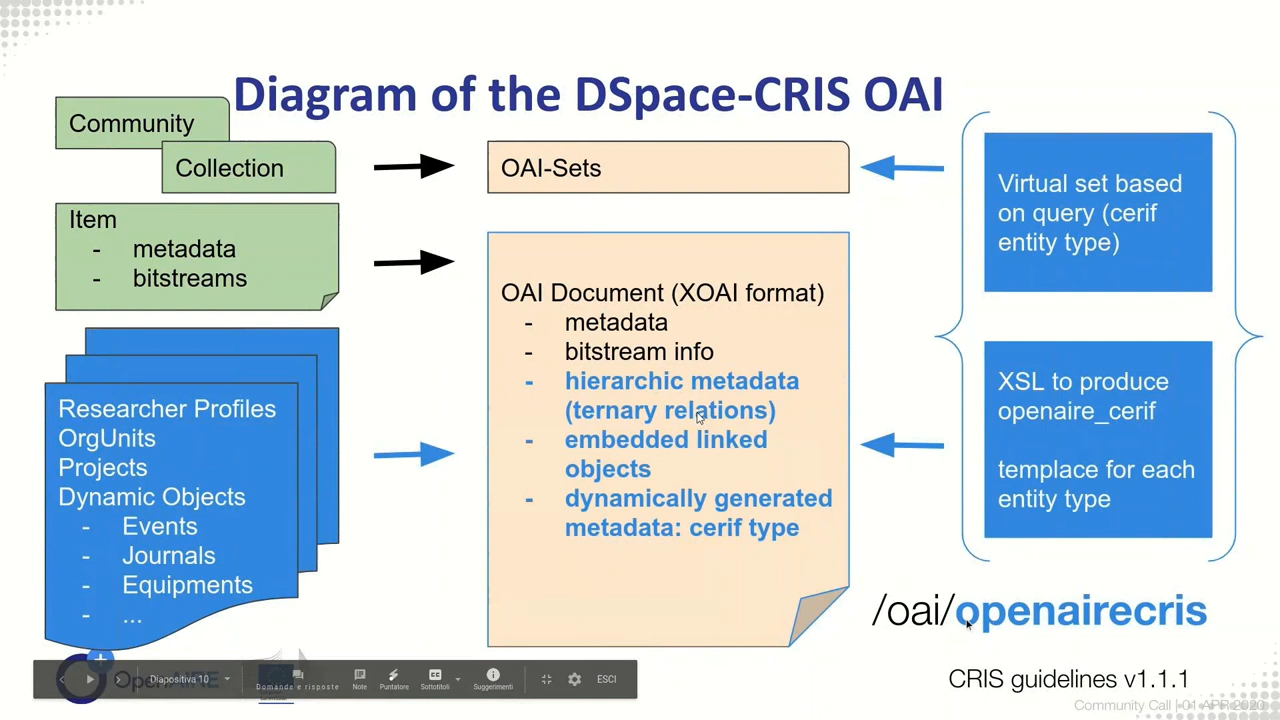 Diagram of the DSpace-CRIS OAI
Community
Collection
Item
- metadata
- bitstreams
Researcher Profiles
OrgUnits
Projects
Dynamic Objects
- Events
- Journals
- Equipments
- ...
OAI-Sets
OAI Document (XOAI format)
- metadata
- bitstream info
- hierarchic metadata
(ternary relations)
- embedded linked
objects
- dynamically generated
metadata: cerif type
Virtual set based
on query (cerif
entity type)
XSL to produce
openaire_cerif
templace for each
entity type
/oai/openairecris
CRIS guidelines v1.1.1
Community Call | 01 APR 2020
OpenAIRE
Diapositiva 10
Domande e risposte
Note
Puntatore
Sottotitoli
Suggerimenti
ESCI